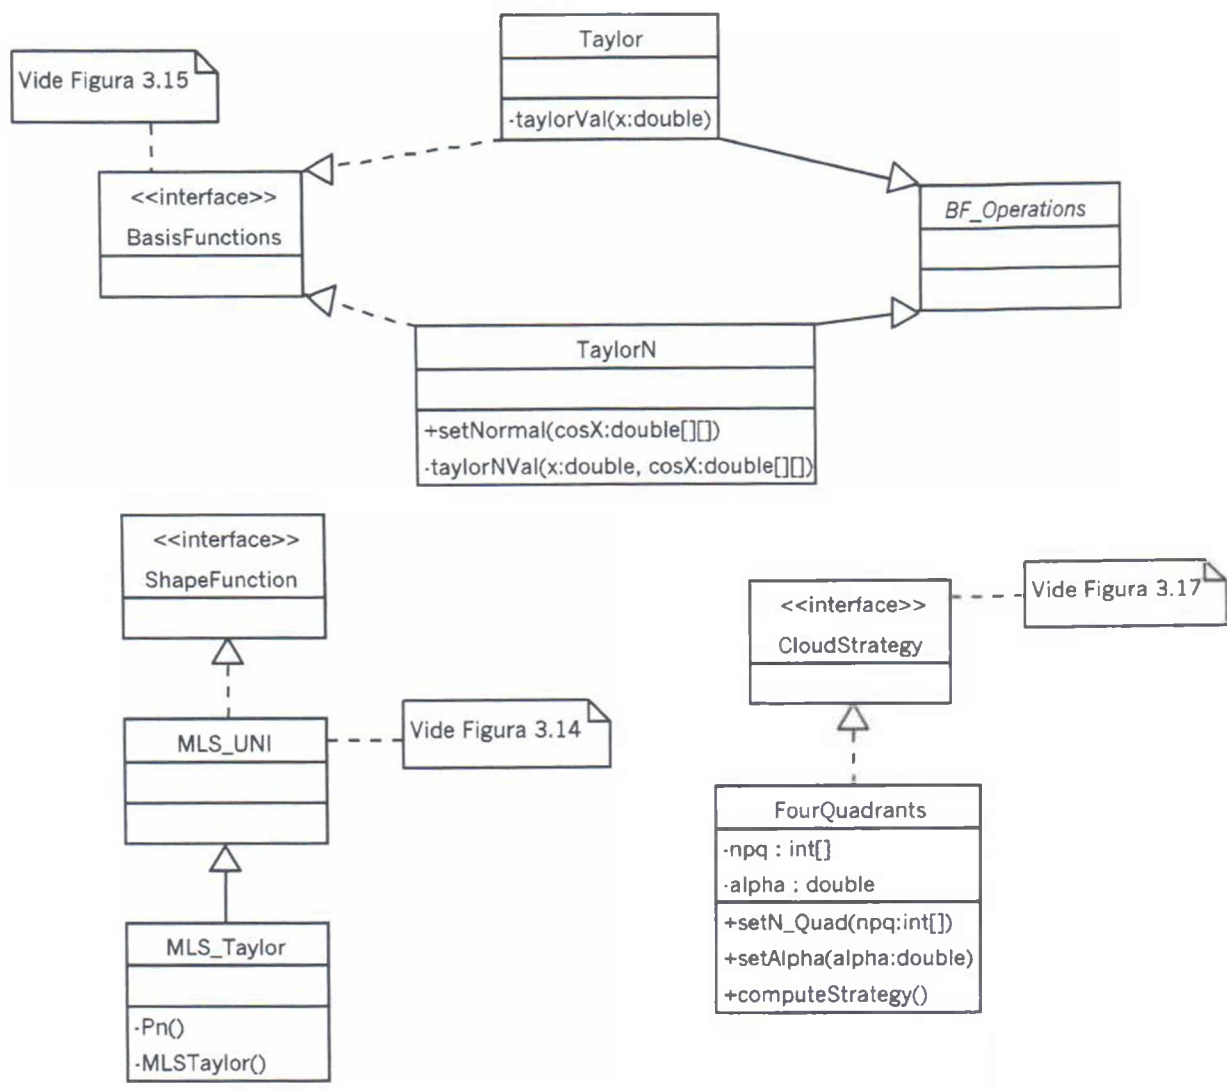 Taylor
-taylorVal(x:double)
Vide Figura 3.15
<<interface>>
BasisFunctions
BF_Operations
TaylorN
+setNormal(cosX:double[][])
-taylorNVal(x:double, cosX:double[][])
<<interface>>
ShapeFunction
MLS_UNI
Vide Figura 3.14
MLS_Taylor
-Pn()
-MLSTaylor()
<<interface>>
CloudStrategy
Vide Figura 3.17
FourQuadrants
-npq : int[]
-alpha : double
+setN_Quad(npq:int[])
+setAlpha(alpha:double)
+computeStrategy()